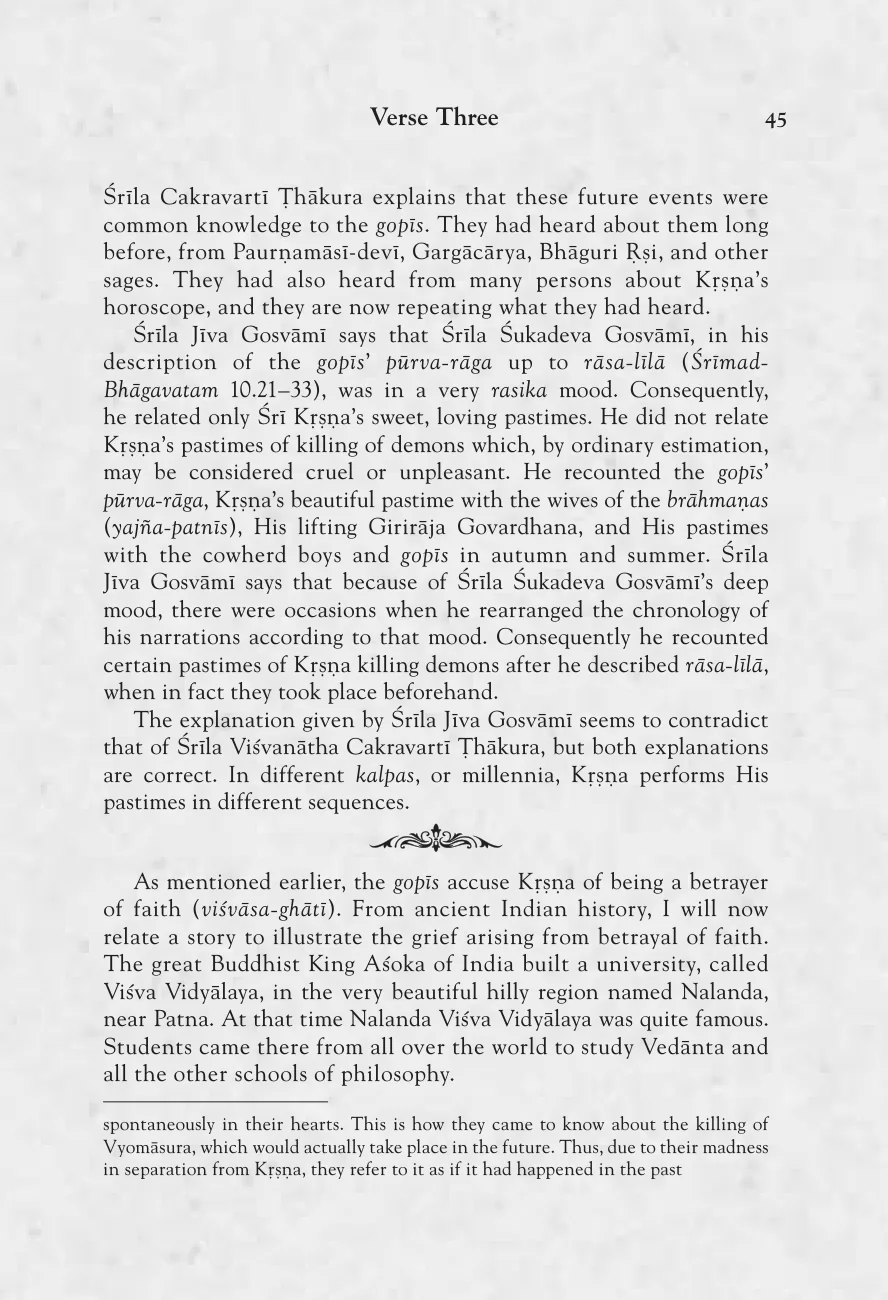 Verse Three 45
Śrīla Cakravartī Ṭhākura explains that these future events were
common knowledge to the gopīs. They had heard about them long
before, from Paurṇamāsī-devī, Gargācārya, Bhāguri Ṛṣi, and other
sages. They had also heard from many persons about Kṛṣṇa’s
horoscope, and they are now repeating what they had heard.
Śrīla Jīva Gosvāmī says that Śrīla Śukadeva Gosvāmī, in his
description of the gopīs’ pūrva-rāga up to rāsa-līlā (Śrīmad-
Bhāgavatam 10.21–33), was in a very rasika mood. Consequently,
he related only Śrī Kṛṣṇa’s sweet, loving pastimes. He did not relate
Kṛṣṇa’s pastimes of killing of demons which, by ordinary estimation,
may be considered cruel or unpleasant. He recounted the gopīs’
pūrva-rāga, Kṛṣṇa’s beautiful pastime with the wives of the brāhmaṇas
(yajña-patnīs), His lifting Girirāja Govardhana, and His pastimes
with the cowherd boys and gopīs in autumn and summer. Śrīla
Jīva Gosvāmī says that because of Śrīla Śukadeva Gosvāmī’s deep
mood, there were occasions when he rearranged the chronology of
his narrations according to that mood. Consequently he recounted
certain pastimes of Kṛṣṇa killing demons after he described rāsa-līlā,
when in fact they took place beforehand.
The explanation given by Śrīla Jīva Gosvāmī seems to contradict
that of Śrīla Viśvanātha Cakravartī Ṭhākura, but both explanations
are correct. In different kalpas, or millennia, Kṛṣṇa performs His
pastimes in different sequences.
As mentioned earlier, the gopīs accuse Kṛṣṇa of being a betrayer
of faith (viśvāsa-ghātī). From ancient Indian history, I will now
relate a story to illustrate the grief arising from betrayal of faith.
The great Buddhist King Aśoka of India built a university, called
Viśva Vidyālaya, in the very beautiful hilly region named Nalanda,
near Patna. At that time Nalanda Viśva Vidyālaya was quite famous.
Students came there from all over the world to study Vedānta and
all the other schools of philosophy.
spontaneously in their hearts. This is how they came to know about the killing of
Vyomāsura, which would actually take place in the future. Thus, due to their madness
in separation from Kṛṣṇa, they refer to it as if it had happened in the past